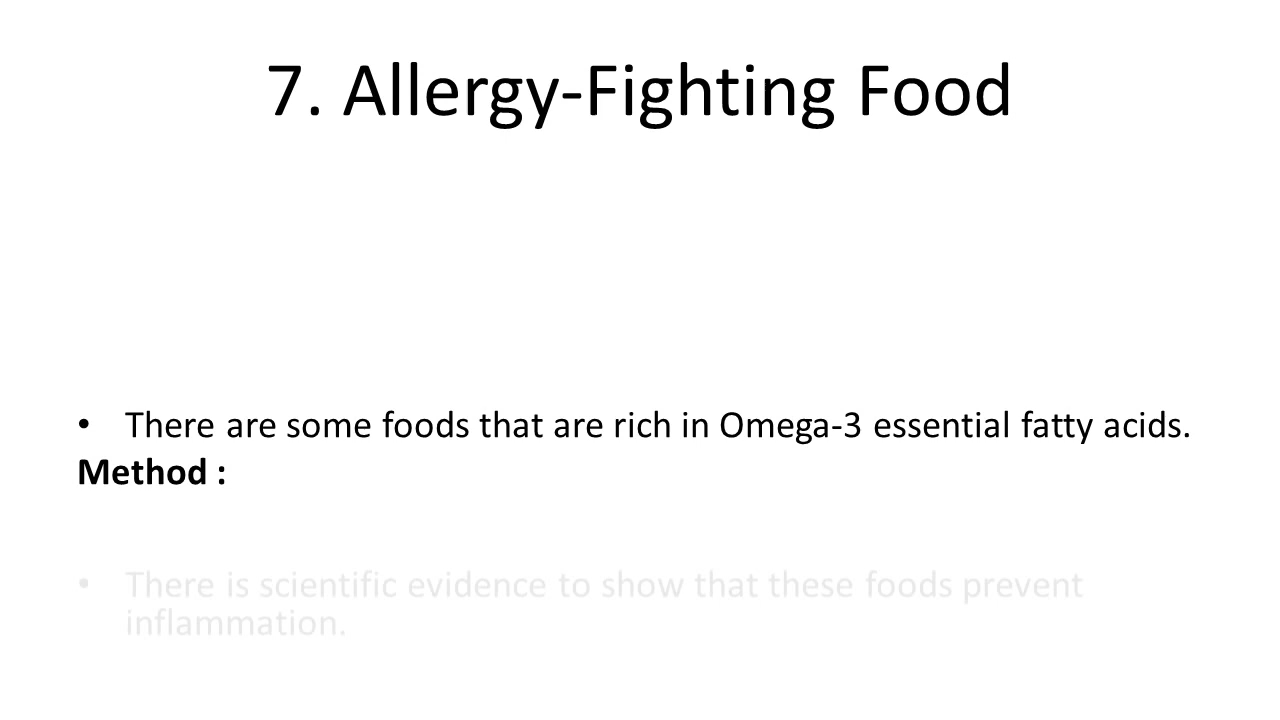 7. Allergy-Fighting Food
• There are some foods that are rich in Omega-3 essential fatty acids.
Method :
• There is scientific evidence to show that these foods prevent
inflammation.